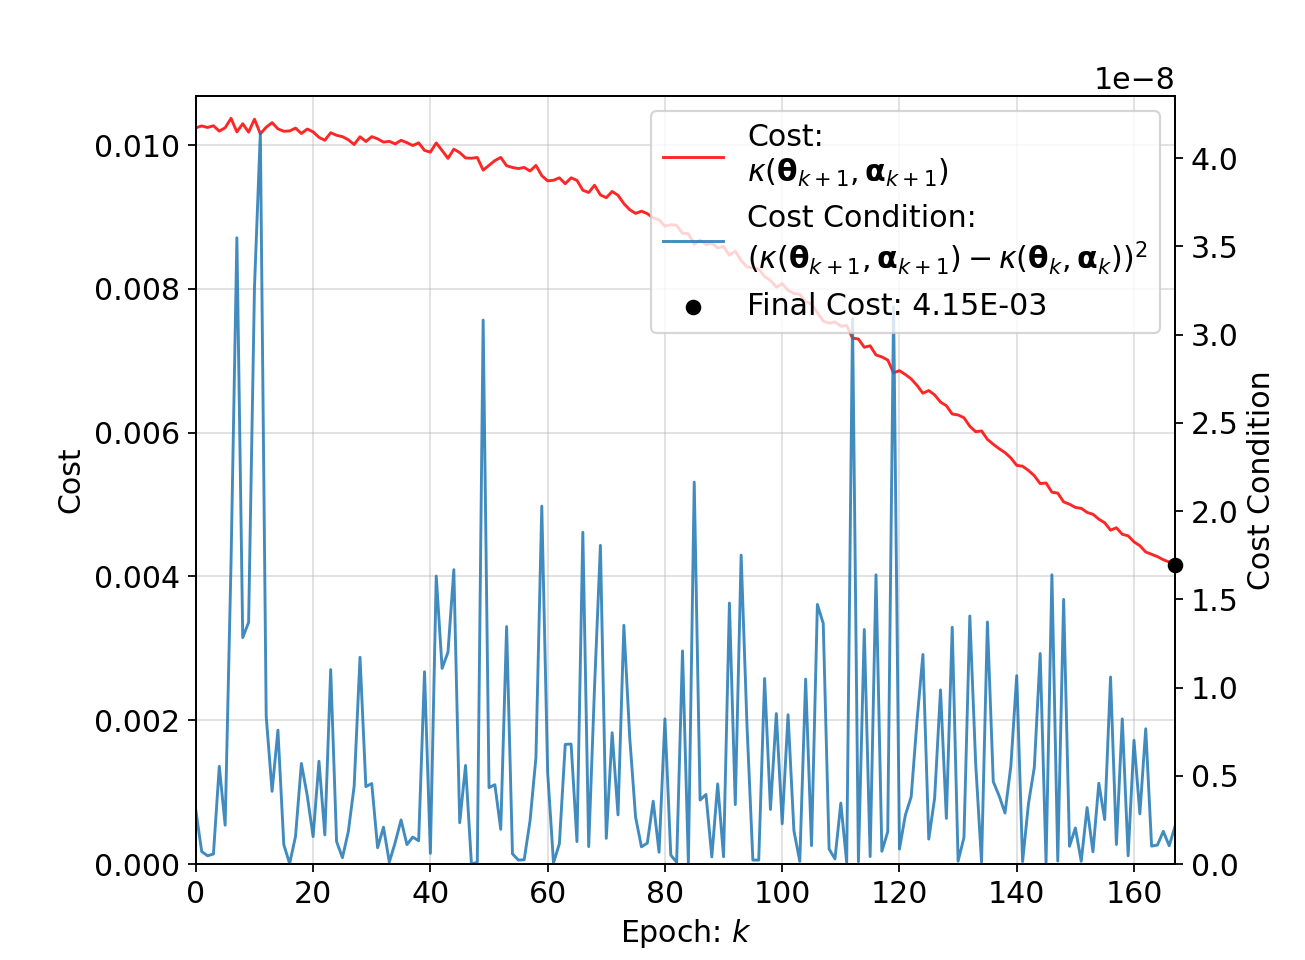 1e−8
Cost:
κ(θₖ₊₁, αₖ₊₁)
Cost Condition:
(κ(θₖ₊₁, αₖ₊₁) − κ(θₖ, αₖ))²
Final Cost: 4.15E-03
0.010
0.008
0.006
0.004
0.002
0.000
Cost
4.0
3.5
3.0
2.5
2.0
1.5
1.0
0.5
0.0
Cost Condition
0 20 40 60 80 100 120 140 160
Epoch: k